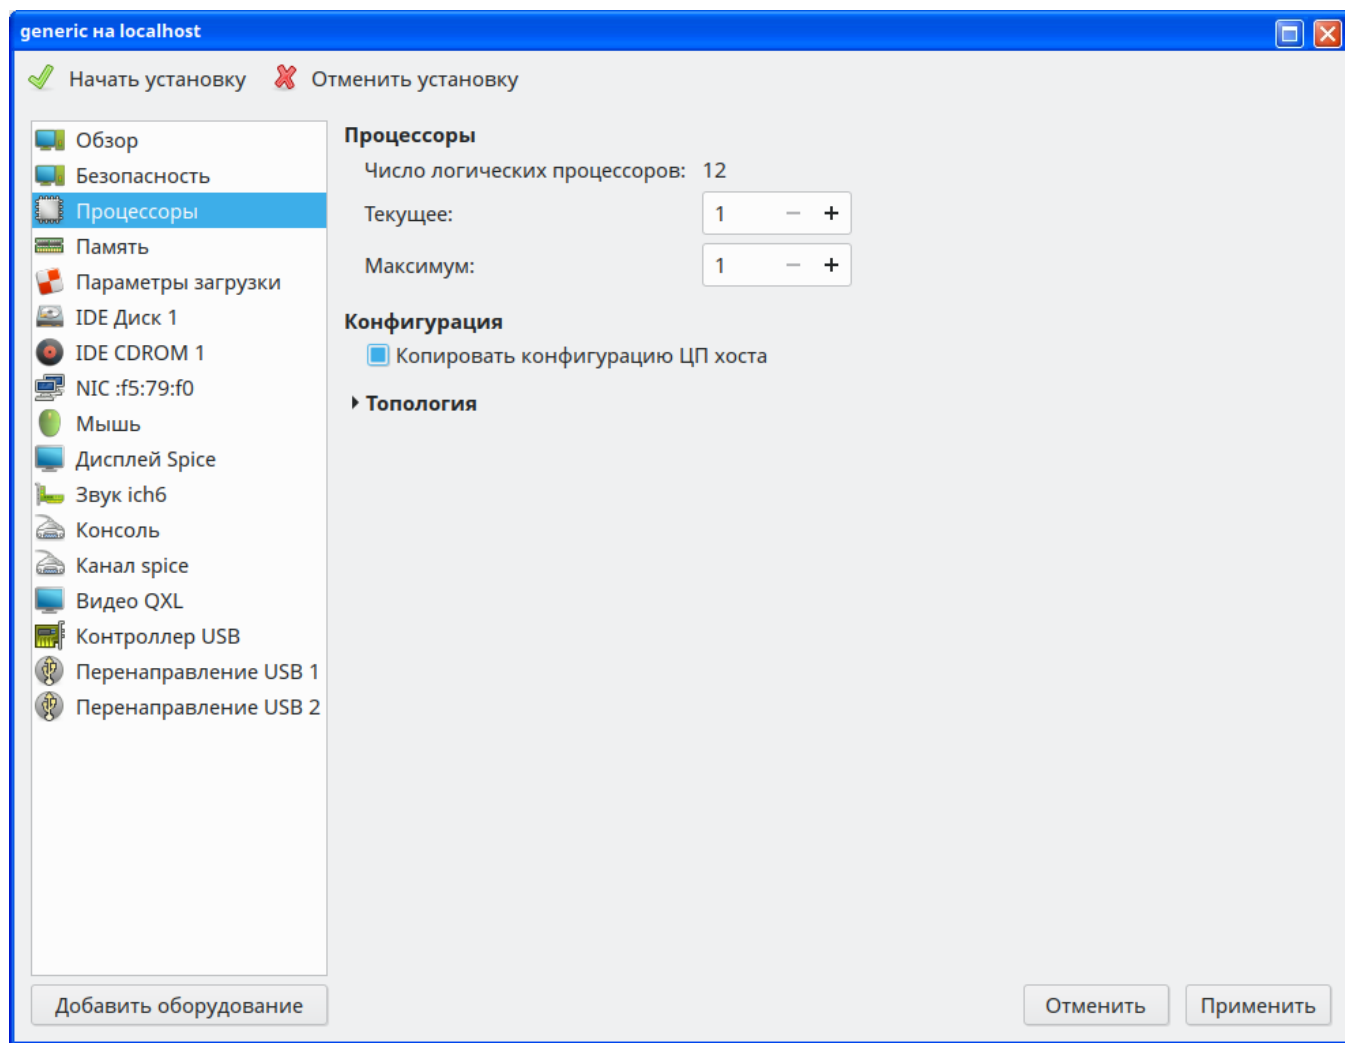 generic на localhost
Начать установку Отменить установку
Обзор
Безопасность
Процессоры
Память
Параметры загрузки
IDE Диск 1
IDE CDROM 1
NIC :f5:79:f0
Мышь
Дисплей Spice
Звук ich6
Консоль
Канал spice
Видео QXL
Контроллер USB
Перенаправление USB 1
Перенаправление USB 2
Добавить оборудование
Процессоры
Число логических процессоров: 12
Текущее: 1 − +
Максимум: 1 − +
Конфигурация
Копировать конфигурацию ЦП хоста
Топология
Отменить Применить